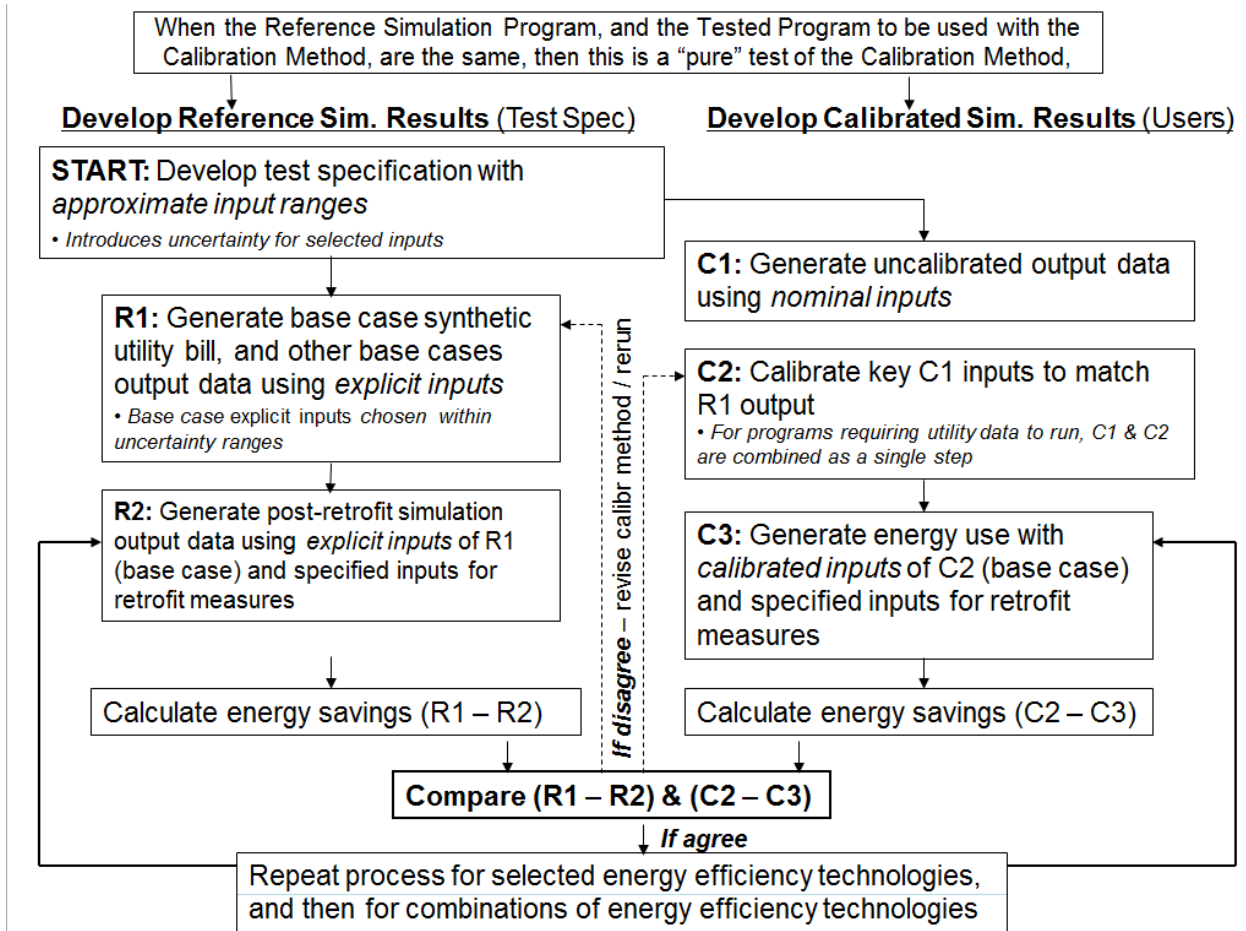 When the Reference Simulation Program, and the Tested Program to be used with the
Calibration Method, are the same, then this is a “pure” test of the Calibration Method,
Develop Reference Sim. Results (Test Spec)
Develop Calibrated Sim. Results (Users)
START: Develop test specification with
approximate input ranges
• Introduces uncertainty for selected inputs
R1: Generate base case synthetic
utility bill, and other base cases
output data using explicit inputs
• Base case explicit inputs chosen within
uncertainty ranges
R2: Generate post-retrofit simulation
output data using explicit inputs of R1
(base case) and specified inputs for
retrofit measures
Calculate energy savings (R1 – R2)
If disagree – revise calibr method / rerun
C1: Generate uncalibrated output data
using nominal inputs
C2: Calibrate key C1 inputs to match
R1 output
• For programs requiring utility data to run, C1 & C2
are combined as a single step
C3: Generate energy use with
calibrated inputs of C2 (base case)
and specified inputs for retrofit
measures
Calculate energy savings (C2 – C3)
Compare (R1 – R2) & (C2 – C3)
If agree
Repeat process for selected energy efficiency technologies,
and then for combinations of energy efficiency technologies